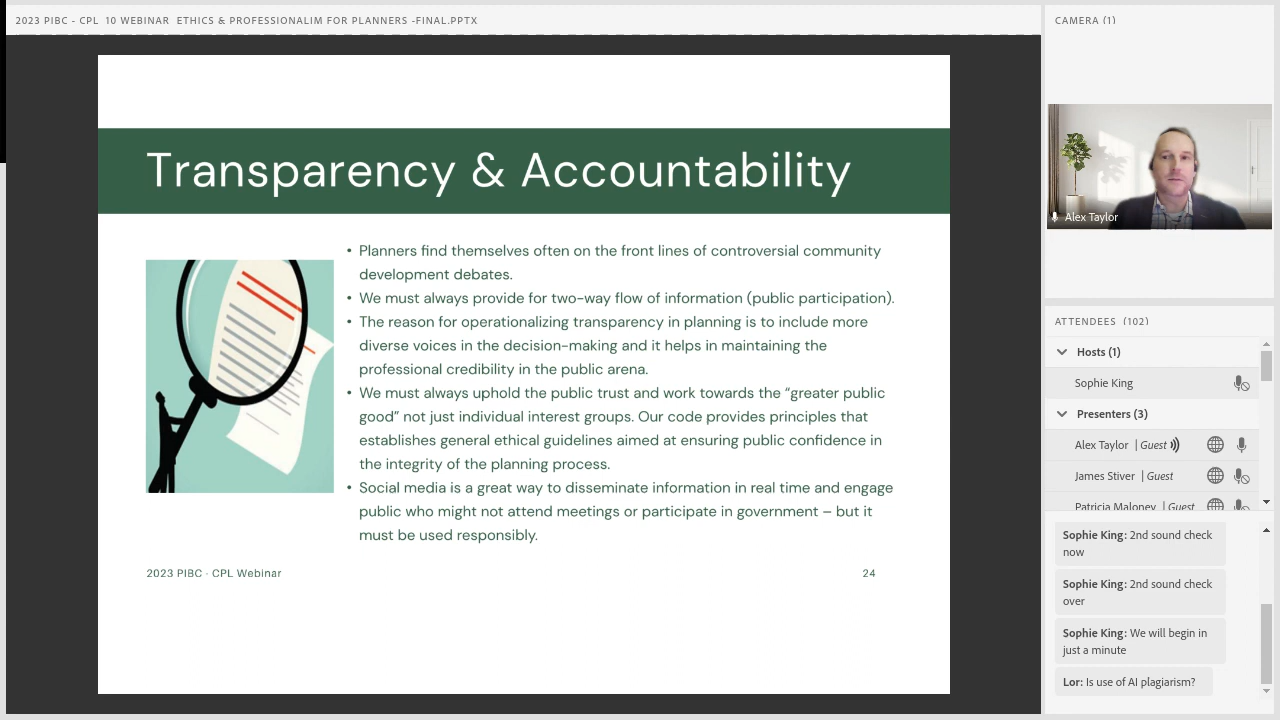 2023 PIBC - CPL 10 WEBINAR ETHICS & PROFESSIONALIM FOR PLANNERS -FINAL.PPTX
Transparency & Accountability
• Planners find themselves often on the front lines of controversial community
development debates.
• We must always provide for two-way flow of information (public participation).
• The reason for operationalizing transparency in planning is to include more
diverse voices in the decision-making and it helps in maintaining the
professional credibility in the public arena.
• We must always uphold the public trust and work towards the “greater public
good” not just individual interest groups. Our code provides principles that
establishes general ethical guidelines aimed at ensuring public confidence in
the integrity of the planning process.
• Social media is a great way to disseminate information in real time and engage
public who might not attend meetings or participate in government – but it
must be used responsibly.
2023 PIBC · CPL Webinar
24
CAMERA (1)
Alex Taylor
ATTENDEES (102)
Hosts (1)
Sophie King
Presenters (3)
Alex Taylor | Guest
James Stiver | Guest
Patricia Maloney | Guest
Sophie King: 2nd sound check
now
Sophie King: 2nd sound check
over
Sophie King: We will begin in
just a minute
Lor: Is use of AI plagiarism?